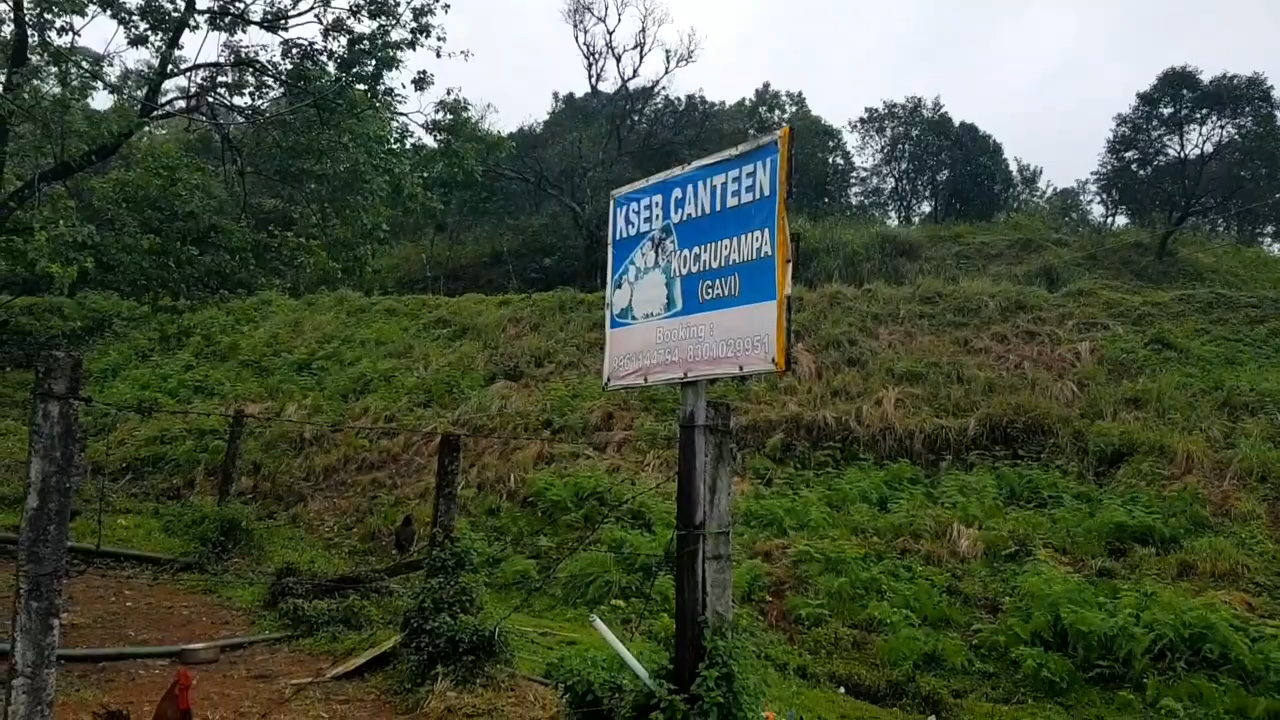 KSEB CANTEEN
KOCHUPAMPA
(GAVI)
Booking :
8301029951